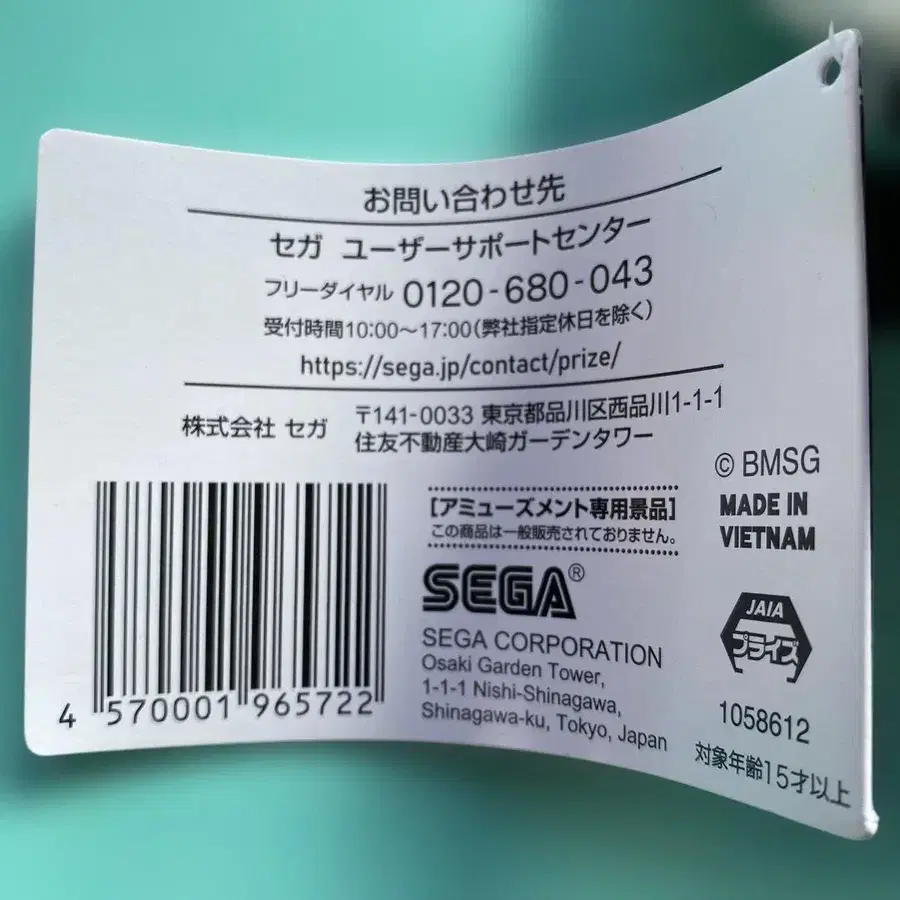 お問い合わせ先
セガ ユーザーサポートセンター
フリーダイヤル 0120-680-043
受付時間10:00〜17:00(弊社指定休日を除く)
https://sega.jp/contact/prize/
株式会社 セガ
〒141-0033 東京都品川区西品川1-1-1
住友不動産大崎ガーデンタワー
4 570001 965722
[アミューズメント専用景品]
この商品は一般販売されておりません。
SEGA®
SEGA CORPORATION
Osaki Garden Tower,
1-1-1 Nishi-Shinagawa,
Shinagawa-ku, Tokyo, Japan
© BMSG
MADE IN
VIETNAM
JAIA
プライズ
1058612
対象年齢15才以上